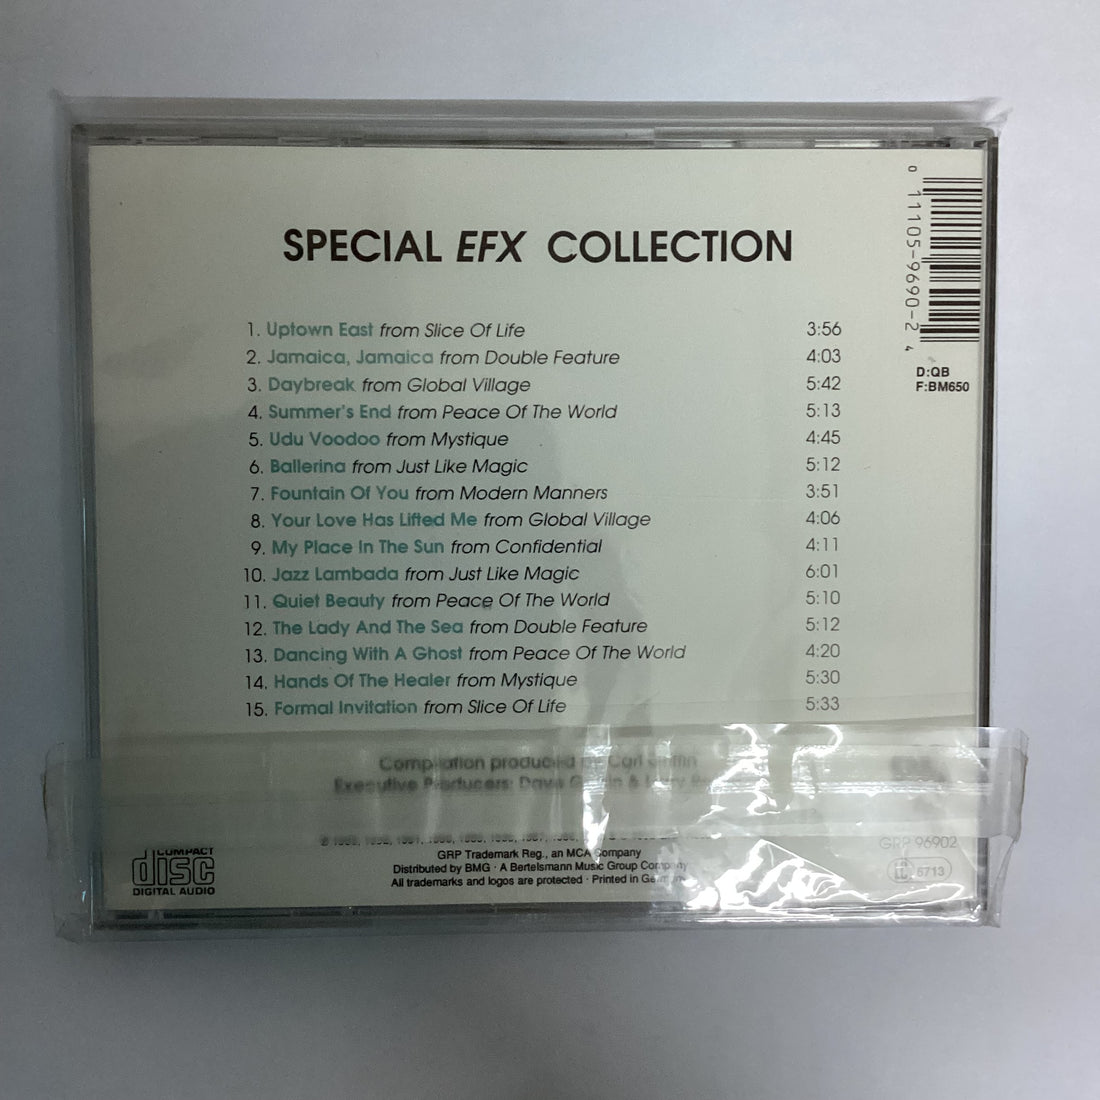 SPECIAL EFX COLLECTION
1. Uptown East from Slice Of Life 3:56
2. Jamaica, Jamaica from Double Feature 4:03
3. Daybreak from Global Village 5:42
4. Summer's End from Peace Of The World 5:13
5. Udu Voodoo from Mystique 4:45
6. Ballerina from Just Like Magic 5:12
7. Fountain Of You from Modern Manners 3:51
8. Your Love Has Lifted Me from Global Village 4:06
9. My Place In The Sun from Confidential 4:11
10. Jazz Lambada from Just Like Magic 6:01
11. Quiet Beauty from Peace Of The World 5:10
12. The Lady And The Sea from Double Feature 5:12
13. Dancing With A Ghost from Peace Of The World 4:20
14. Hands Of The Healer from Mystique 5:30
15. Formal Invitation from Slice Of Life 5:33
0 11105-9690-2 4
D:QB
F:BM650
Compilation produced by Carl Griffin
Executive Producers: Dave &
GRP Trademark Reg., an MCA Company
Distributed by BMG · A Bertelsmann Music Group Company
All trademarks and logos are protected · Printed in Germany
COMPACT
disc
DIGITAL AUDIO
GRP 96902
LC 6713